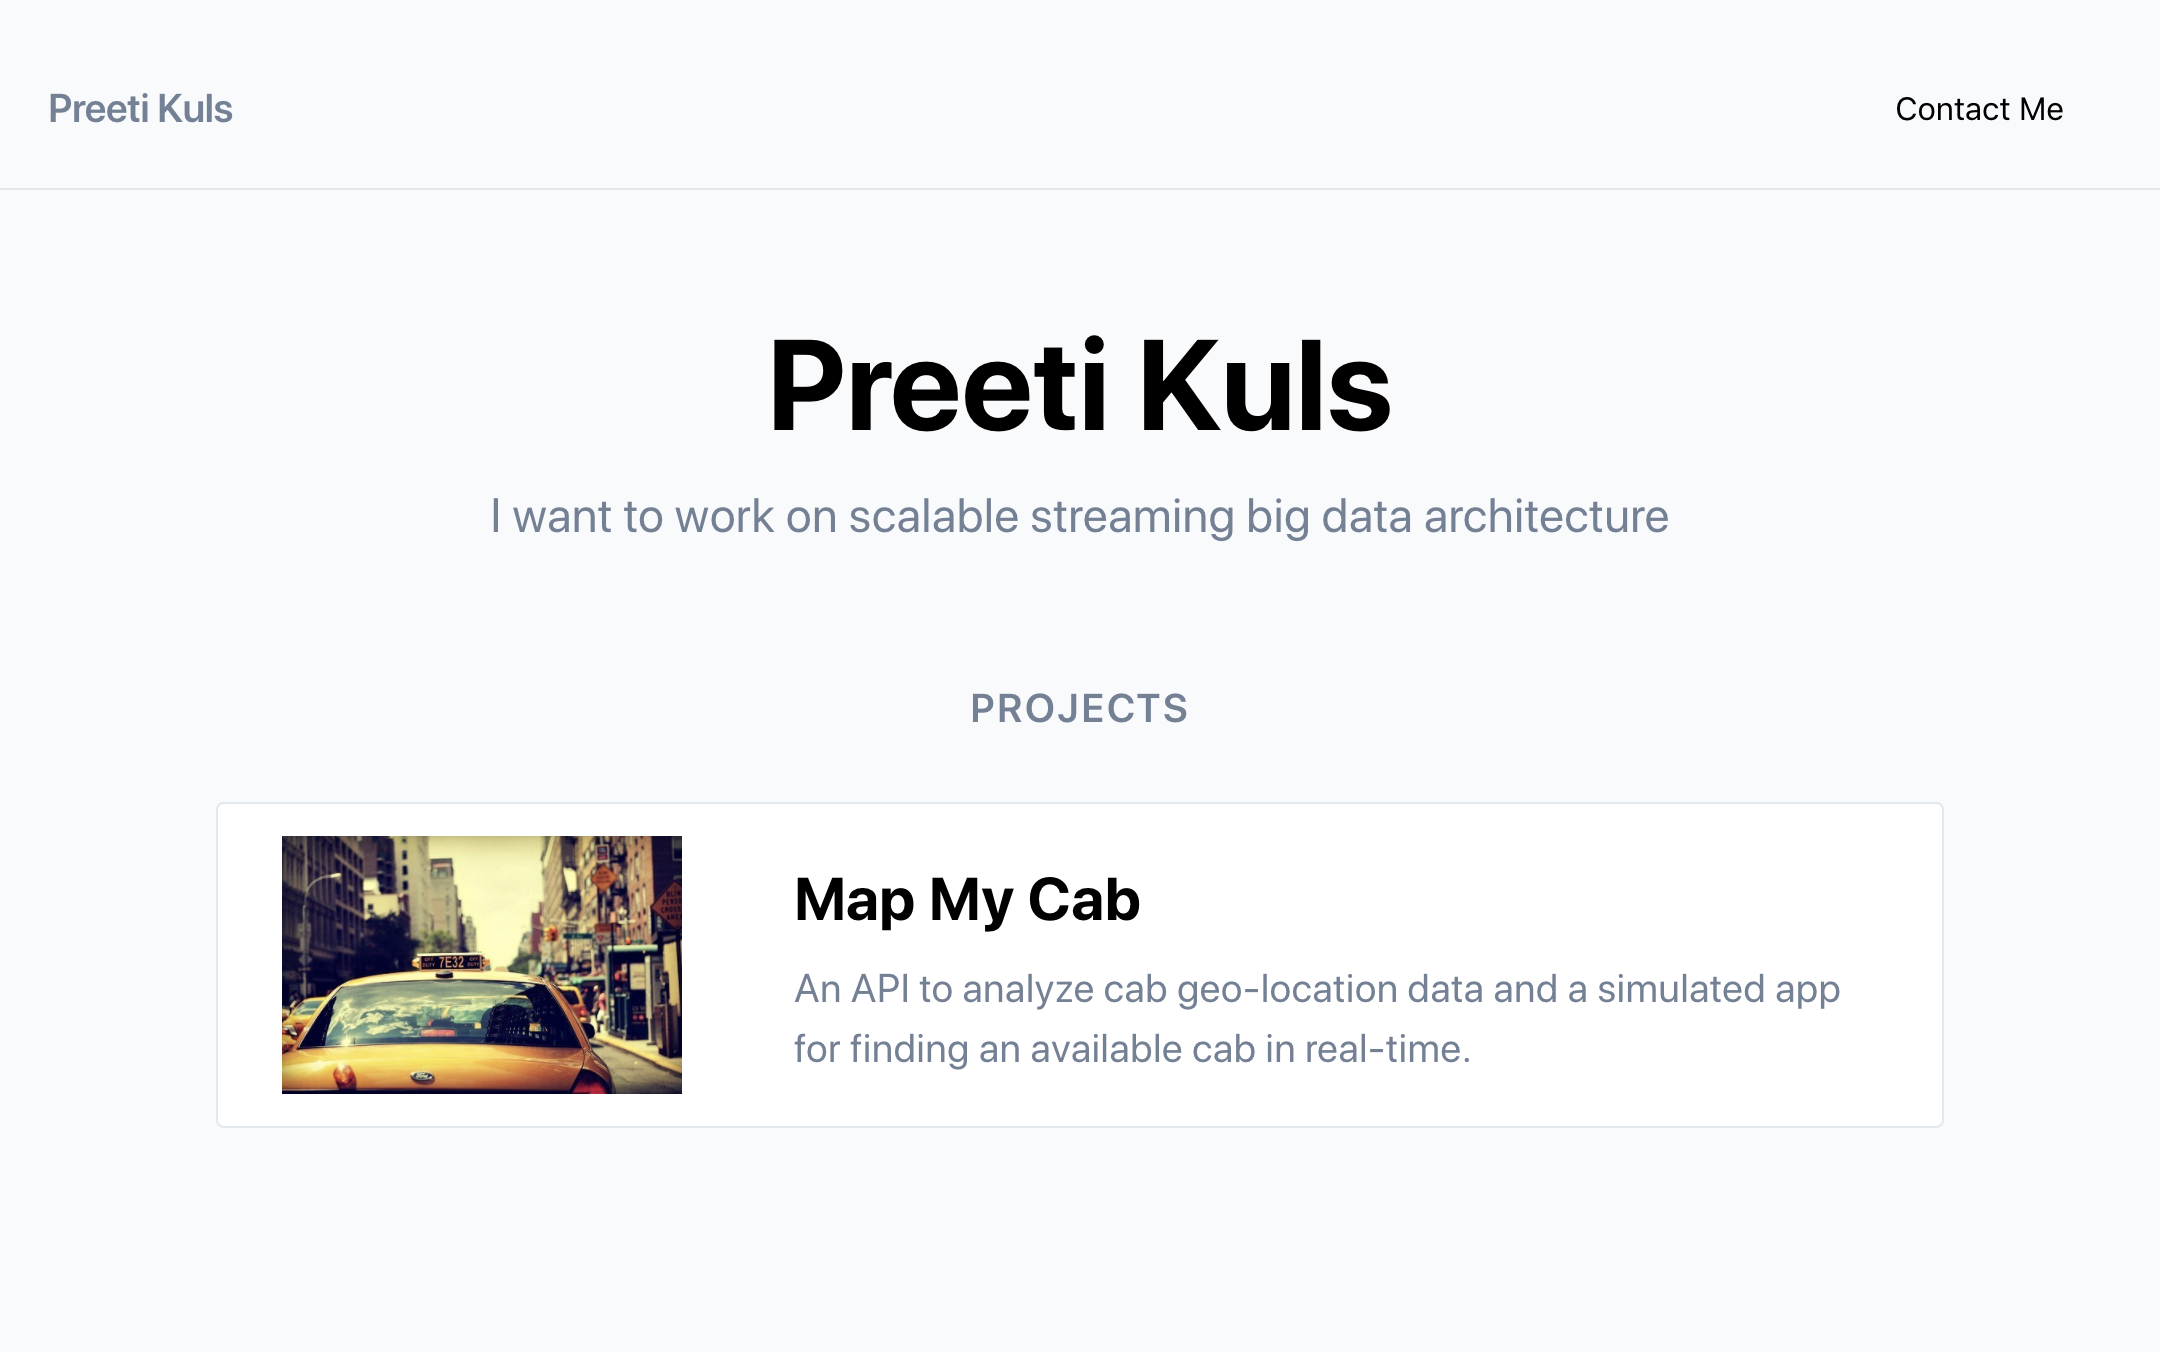 Preeti Kuls
Contact Me
Preeti Kuls
I want to work on scalable streaming big data architecture
PROJECTS
7E32
Map My Cab
An API to analyze cab geo-location data and a simulated app
for finding an available cab in real-time.